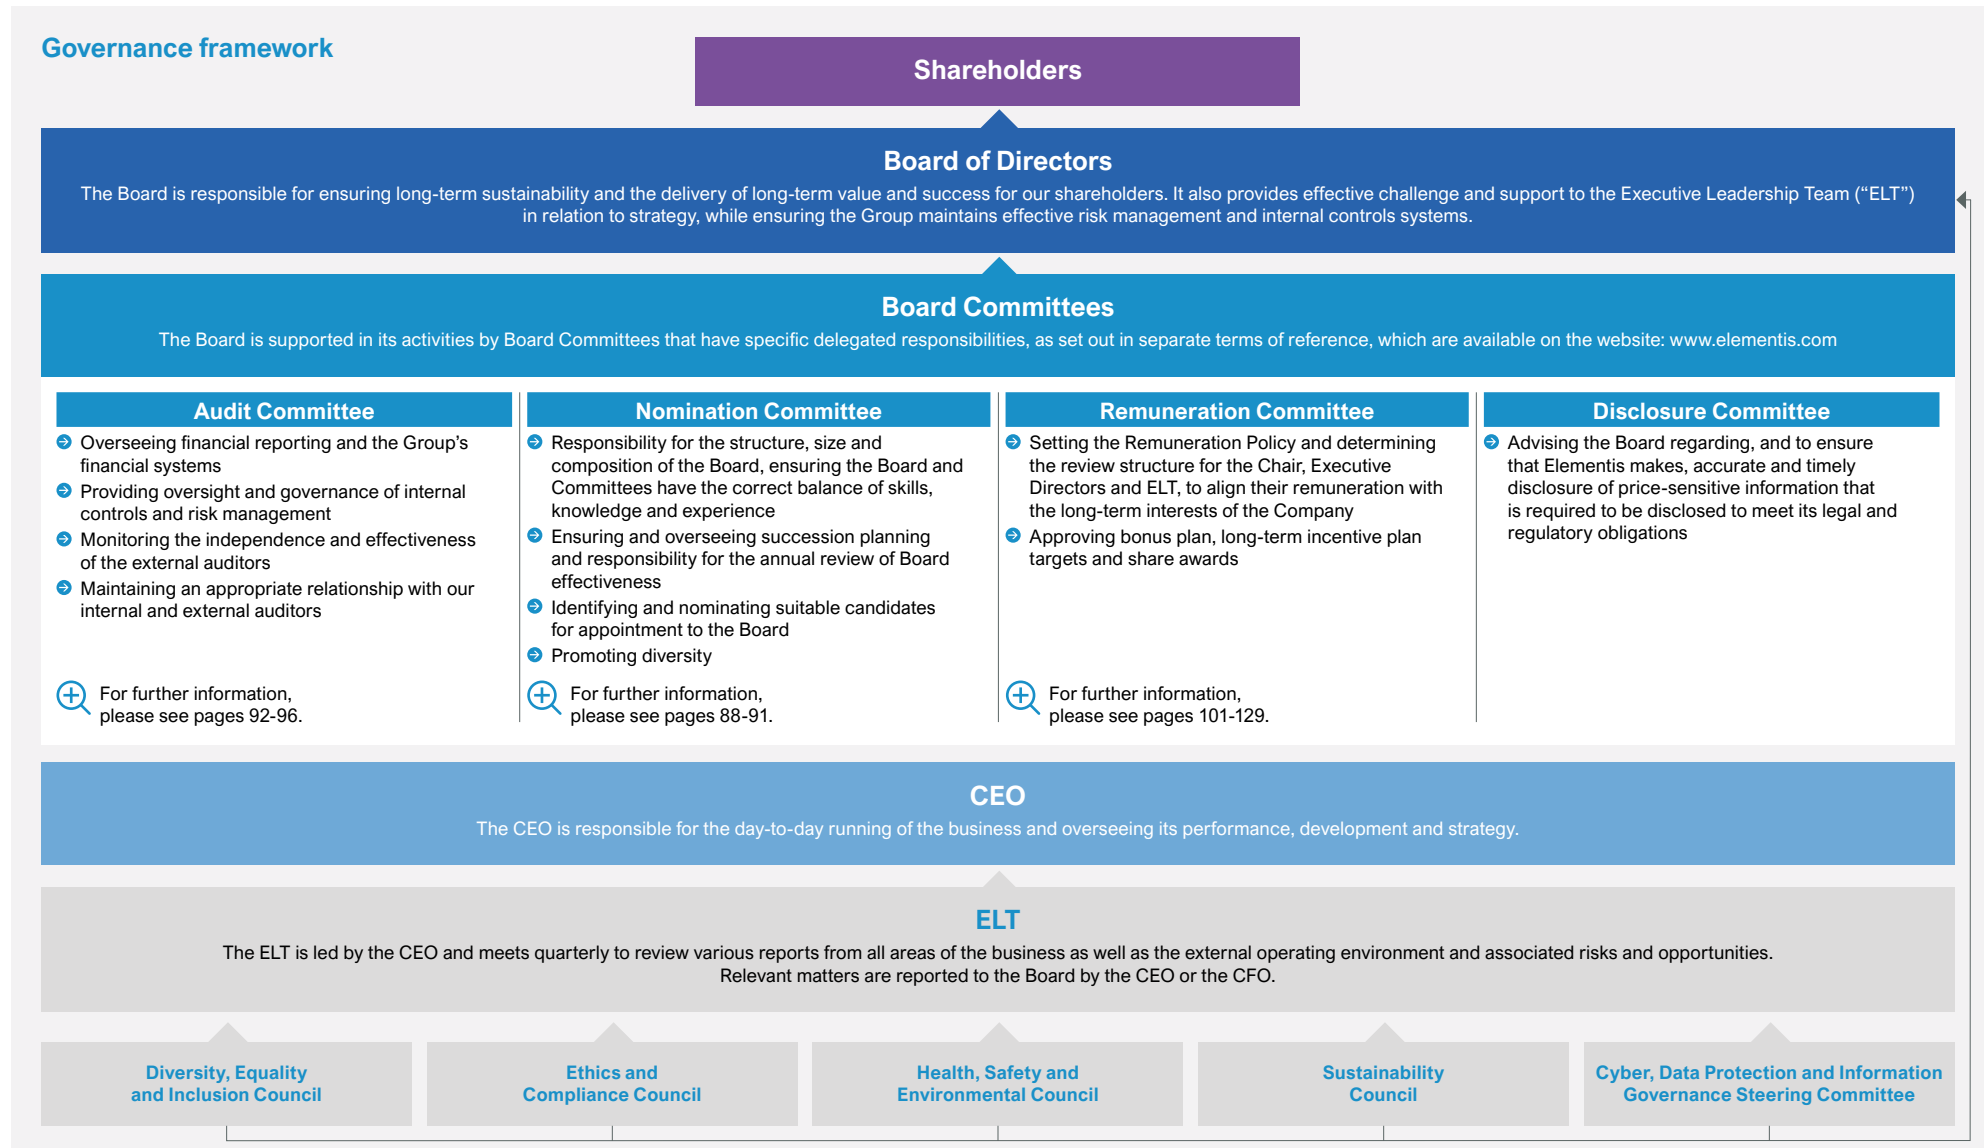 Governance framework
Shareholders
Board of Directors
The Board is responsible for ensuring long-term sustainability and the delivery of long-term value and success for our shareholders. It also provides effective challenge and support to the Executive Leadership Team (“ELT”)
in relation to strategy, while ensuring the Group maintains effective risk management and internal controls systems.
Board Committees
The Board is supported in its activities by Board Committees that have specific delegated responsibilities, as set out in separate terms of reference, which are available on the website: www.elementis.com
Audit Committee
Overseeing financial reporting and the Group’s
financial systems
Providing oversight and governance of internal
controls and risk management
Monitoring the independence and effectiveness
of the external auditors
Maintaining an appropriate relationship with our
internal and external auditors
For further information,
please see pages 92-96.
Nomination Committee
Responsibility for the structure, size and
composition of the Board, ensuring the Board and
Committees have the correct balance of skills,
knowledge and experience
Ensuring and overseeing succession planning
and responsibility for the annual review of Board
effectiveness
Identifying and nominating suitable candidates
for appointment to the Board
Promoting diversity
For further information,
please see pages 88-91.
Remuneration Committee
Setting the Remuneration Policy and determining
the review structure for the Chair, Executive
Directors and ELT, to align their remuneration with
the long-term interests of the Company
Approving bonus plan, long-term incentive plan
targets and share awards
For further information,
please see pages 101-129.
Disclosure Committee
Advising the Board regarding, and to ensure
that Elementis makes, accurate and timely
disclosure of price-sensitive information that
is required to be disclosed to meet its legal and
regulatory obligations
CEO
The CEO is responsible for the day-to-day running of the business and overseeing its performance, development and strategy.
ELT
The ELT is led by the CEO and meets quarterly to review various reports from all areas of the business as well as the external operating environment and associated risks and opportunities.
Relevant matters are reported to the Board by the CEO or the CFO.
Diversity, Equality
and Inclusion Council
Ethics and
Compliance Council
Health, Safety and
Environmental Council
Sustainability
Council
Cyber, Data Protection and Information
Governance Steering Committee